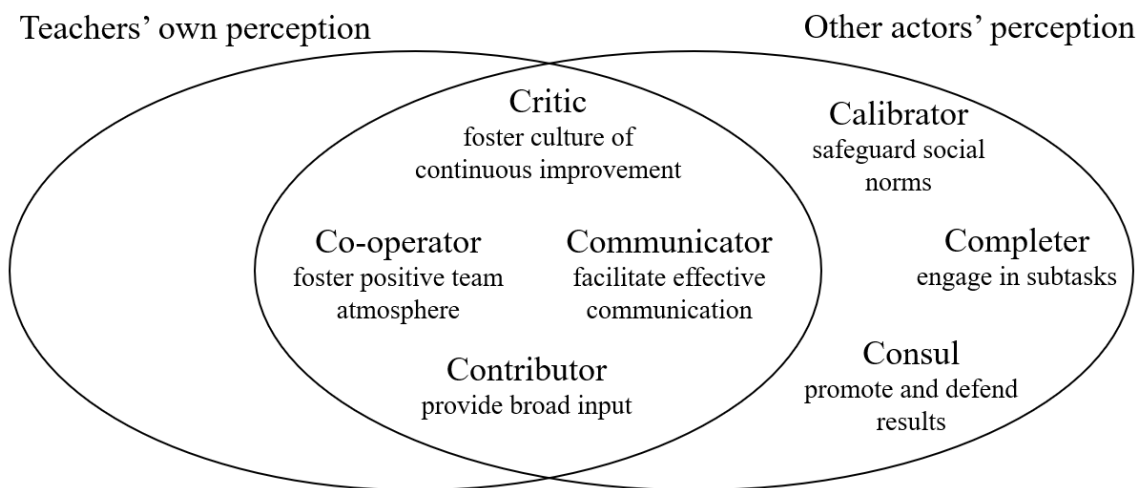 Teachers’ own perception
Other actors’ perception
Critic
foster culture of
continuous improvement
Calibrator
safeguard social
norms
Co-operator
foster positive team
atmosphere
Communicator
facilitate effective
communication
Completer
engage in subtasks
Contributor
provide broad input
Consul
promote and defend
results